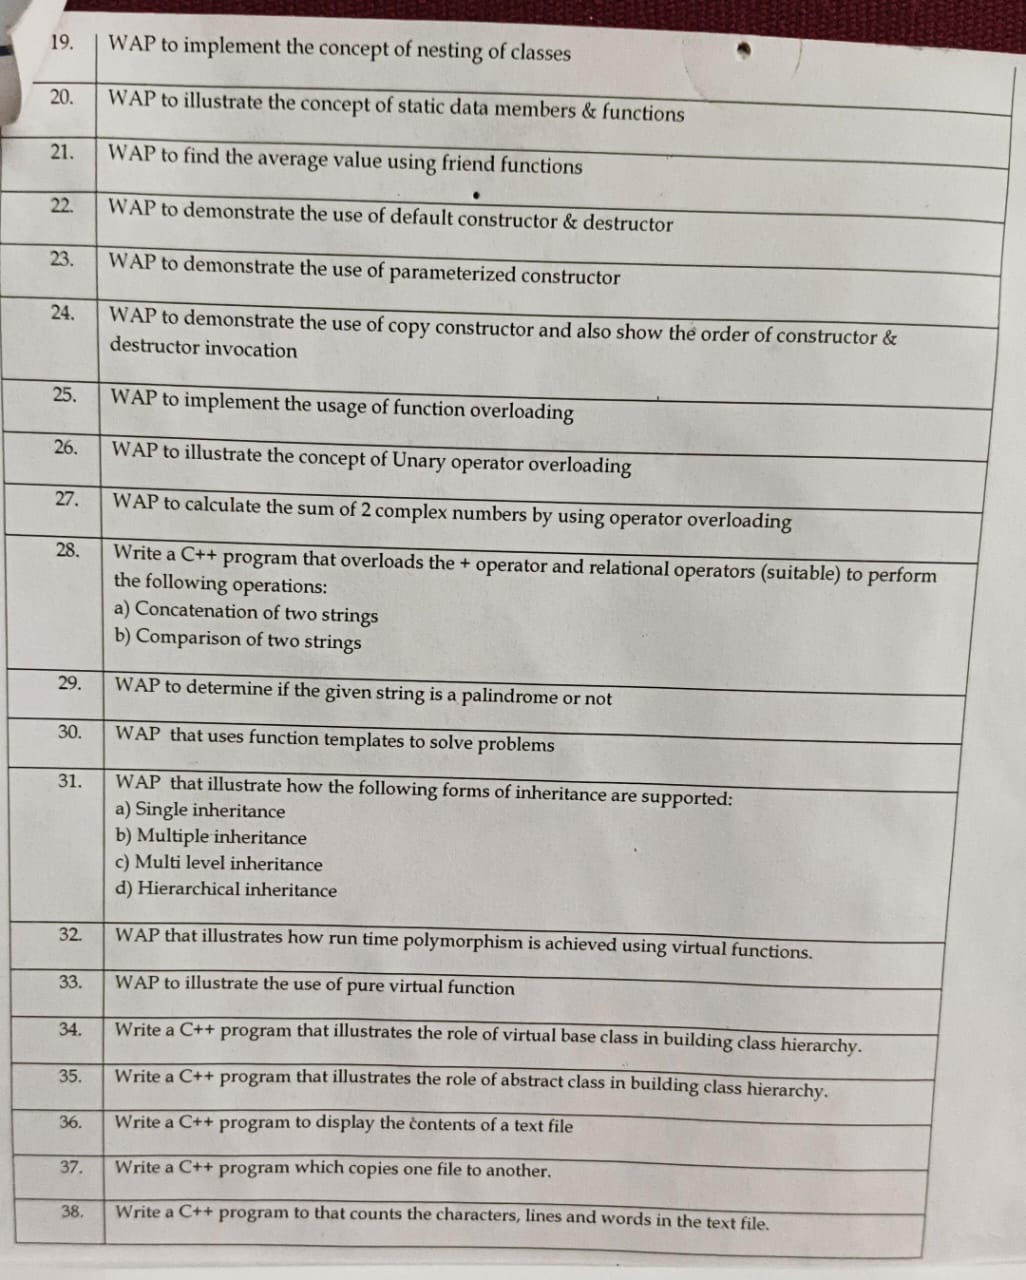 19. WAP to implement the concept of nesting of classes
20. WAP to illustrate the concept of static data members & functions
21. WAP to find the average value using friend functions
22. WAP to demonstrate the use of default constructor & destructor
23. WAP to demonstrate the use of parameterized constructor
24. WAP to demonstrate the use of copy constructor and also show the order of constructor &
destructor invocation
25. WAP to implement the usage of function overloading
26. WAP to illustrate the concept of Unary operator overloading
27. WAP to calculate the sum of 2 complex numbers by using operator overloading
28. Write a C++ program that overloads the + operator and relational operators (suitable) to perform
the following operations:
a) Concatenation of two strings
b) Comparison of two strings
29. WAP to determine if the given string is a palindrome or not
30. WAP that uses function templates to solve problems
31. WAP that illustrate how the following forms of inheritance are supported:
a) Single inheritance
b) Multiple inheritance
c) Multi level inheritance
d) Hierarchical inheritance
32. WAP that illustrates how run time polymorphism is achieved using virtual functions.
33. WAP to illustrate the use of pure virtual function
34. Write a C++ program that illustrates the role of virtual base class in building class hierarchy.
35. Write a C++ program that illustrates the role of abstract class in building class hierarchy.
36. Write a C++ program to display the contents of a text file
37. Write a C++ program which copies one file to another.
38. Write a C++ program to that counts the characters, lines and words in the text file.